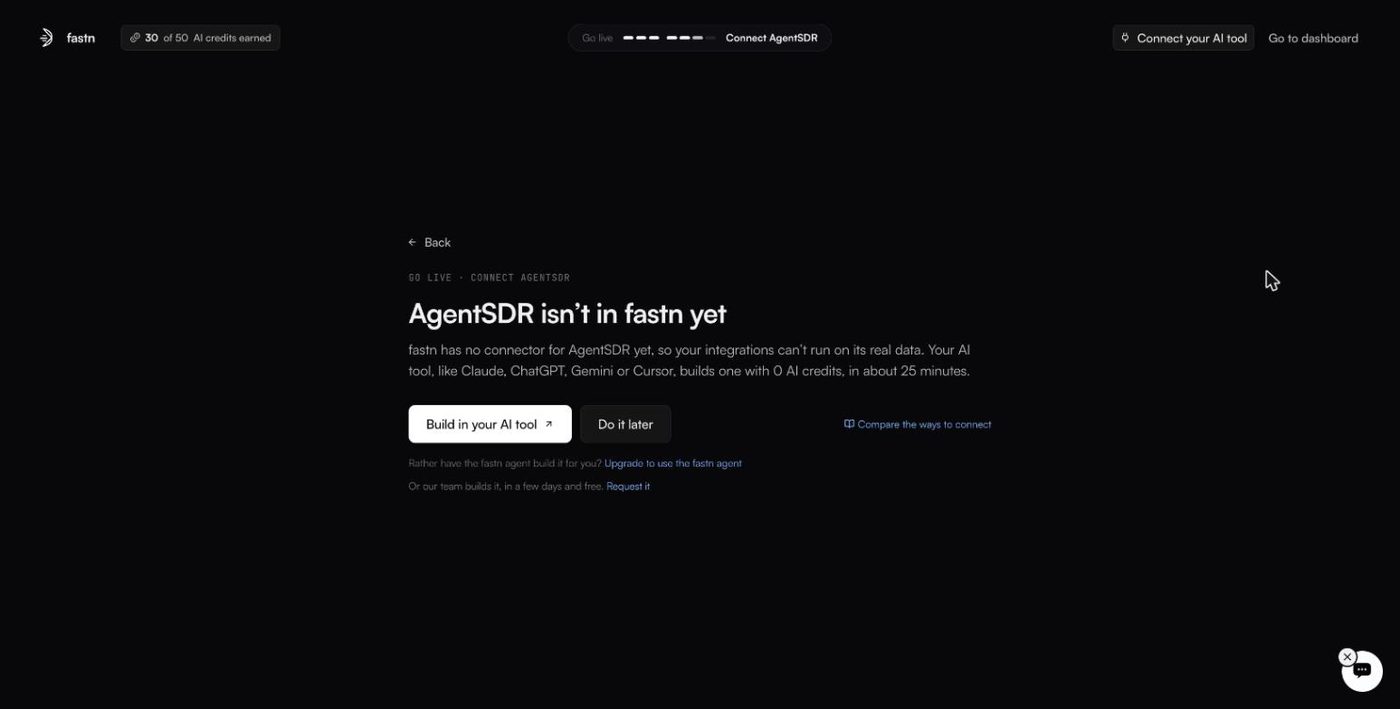 fastn
30 of 50 AI credits earned
Go live
Connect AgentSDR
Connect your AI tool
Go to dashboard
← Back
GO LIVE · CONNECT AGENTSDR
AgentSDR isn’t in fastn yet
fastn has no connector for AgentSDR yet, so your integrations can’t run on its real data. Your AI
tool, like Claude, ChatGPT, Gemini or Cursor, builds one with 0 AI credits, in about 25 minutes.
Build in your AI tool ↗
Do it later
Compare the ways to connect
Rather have the fastn agent build it for you? Upgrade to use the fastn agent
Or our team builds it, in a few days and free. Request it